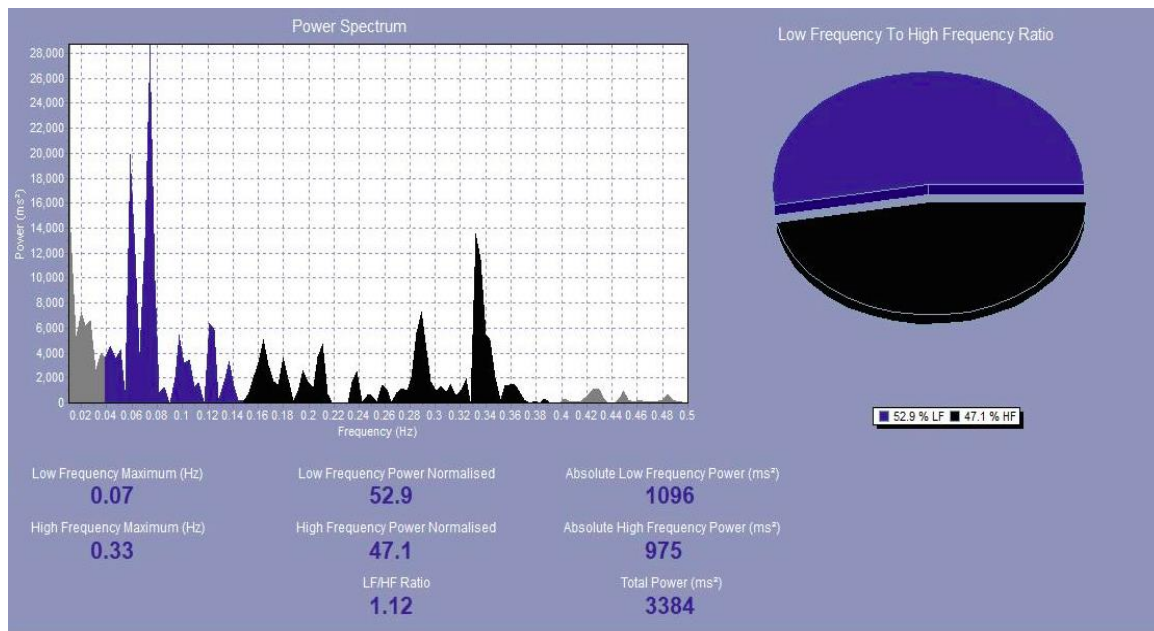 Power Spectrum
Low Frequency To High Frequency Ratio
28,000
26,000
24,000
22,000
20,000
18,000
16,000
14,000
12,000
10,000
8,000
6,000
4,000
2,000
0
Power (ms²)
0.02 0.04 0.06 0.08 0.1 0.12 0.14 0.16 0.18 0.2 0.22 0.24 0.26 0.28 0.3 0.32 0.34 0.36 0.38 0.4 0.42 0.44 0.46 0.48 0.5
Frequency (Hz)
52.9 % LF 47.1 % HF
Low Frequency Maximum (Hz) Low Frequency Power Normalised Absolute Low Frequency Power (ms²)
0.07 52.9 1096
High Frequency Maximum (Hz) High Frequency Power Normalised Absolute High Frequency Power (ms²)
0.33 47.1 975
LF/HF Ratio Total Power (ms²)
1.12 3384